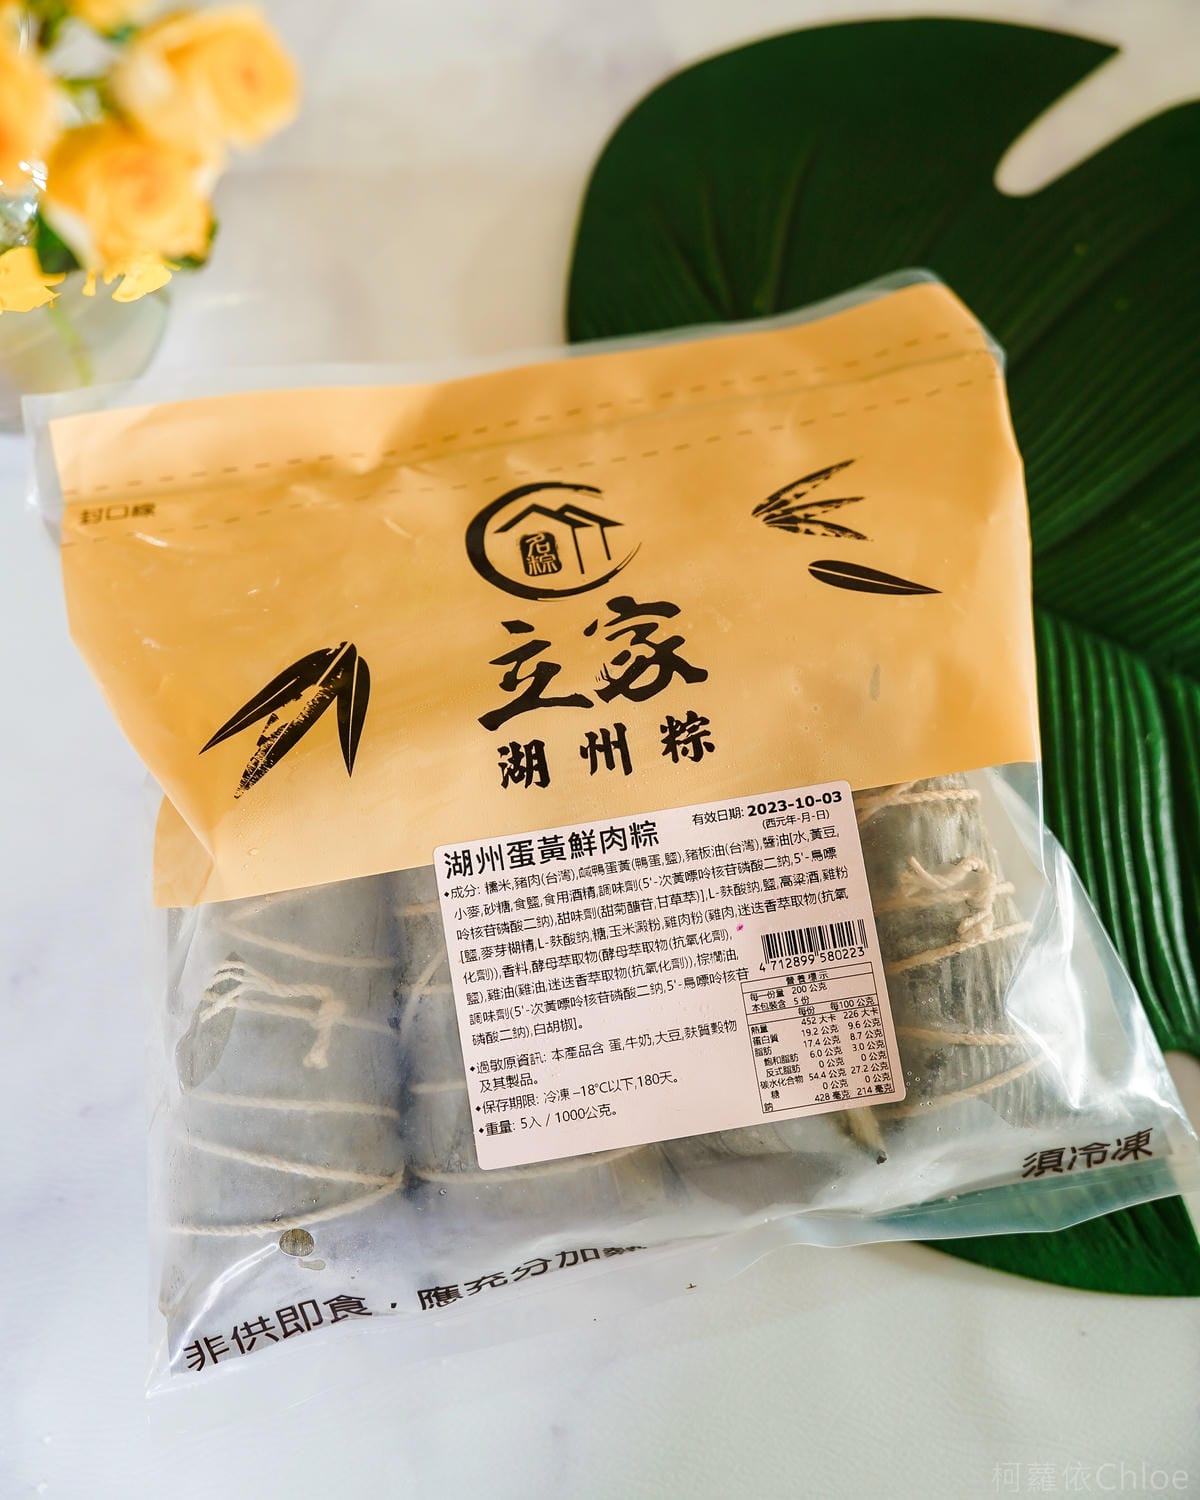 封口線
名粽
立家
湖州粽
湖州蛋黃鮮肉粽
有效日期: 2023-10-03
(西元年-月-日)
◆成分: 糯米,豬肉(台灣),鹹鴨蛋黃(鴨蛋,鹽),豬板油(台灣),醬油[水,黃豆,
小麥,砂糖,食鹽,食用酒精,調味劑(5'-次黃嘌呤核苷磷酸二鈉,5'-鳥嘌
呤核苷磷酸二鈉),甜味劑(甜菊醣苷,甘草萃)],L-麩酸鈉,鹽,高粱酒,雞粉
[鹽,麥芽糊精,L-麩酸鈉,糖,玉米澱粉,雞肉粉(雞肉,迷迭香萃取物(抗氧
化劑)),香料,酵母萃取物(酵母萃取物(抗氧化劑),
鹽),雞油(雞油,迷迭香萃取物(抗氧化劑)),棕櫚油,
調味劑(5'-次黃嘌呤核苷磷酸二鈉,5'-鳥嘌呤核苷
磷酸二鈉),白胡椒]。
◆過敏原資訊: 本產品含 蛋,牛奶,大豆,麩質穀物
及其製品。
◆保存期限: 冷凍 –18°C以下,180天。
◆重量: 5入 / 1000公克。
4 712899 580223
營養標示
每一份量 200 公克
本包裝含 5 份
每份 每100 公克
熱量 452 大卡 226 大卡
蛋白質 19.2 公克 9.6 公克
脂肪 17.4 公克 8.7 公克
飽和脂肪 6.0 公克 3.0 公克
反式脂肪 0 公克 0 公克
碳水化合物 54.4 公克 27.2 公克
糖 0 公克 0 公克
鈉 428 毫克 214 毫克
須冷凍
非供即食，應充分加熱
柯蘿依Chloe